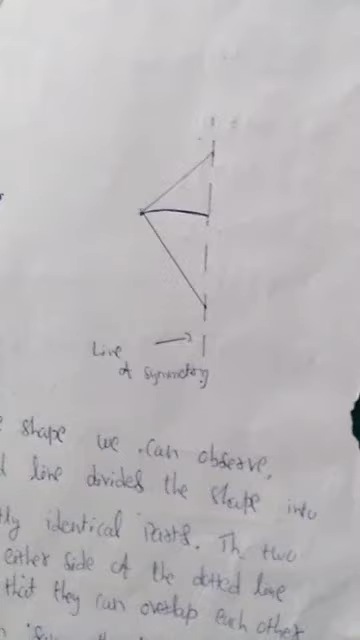 Line
of symmetry
shape we can observe,
line divides the shape into
identical parts. The two
either side of the dotted line
that they can overlap each other